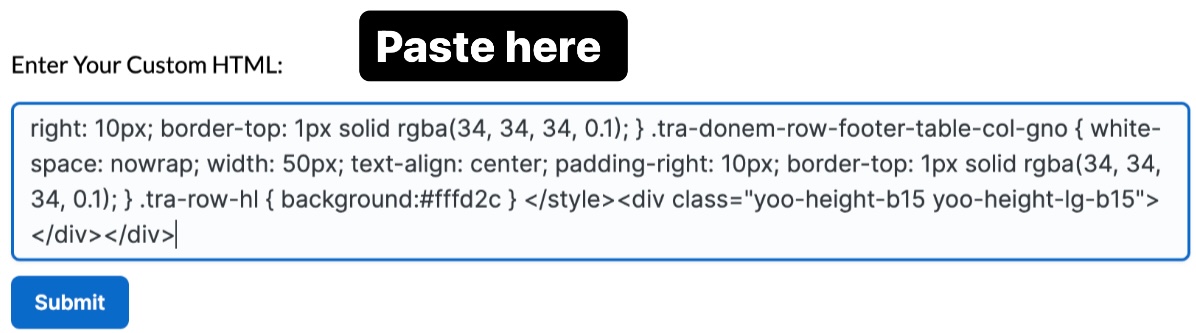 Paste here
Enter Your Custom HTML:
right: 10px; border-top: 1px solid rgba(34, 34, 34, 0.1); } .tra-donem-row-footer-table-col-gno { white-
space: nowrap; width: 50px; text-align: center; padding-right: 10px; border-top: 1px solid rgba(34, 34,
34, 0.1); } .tra-row-hl { background:#fffd2c } </style><div class="yoo-height-b15 yoo-height-lg-b15">
</div></div>
Submit